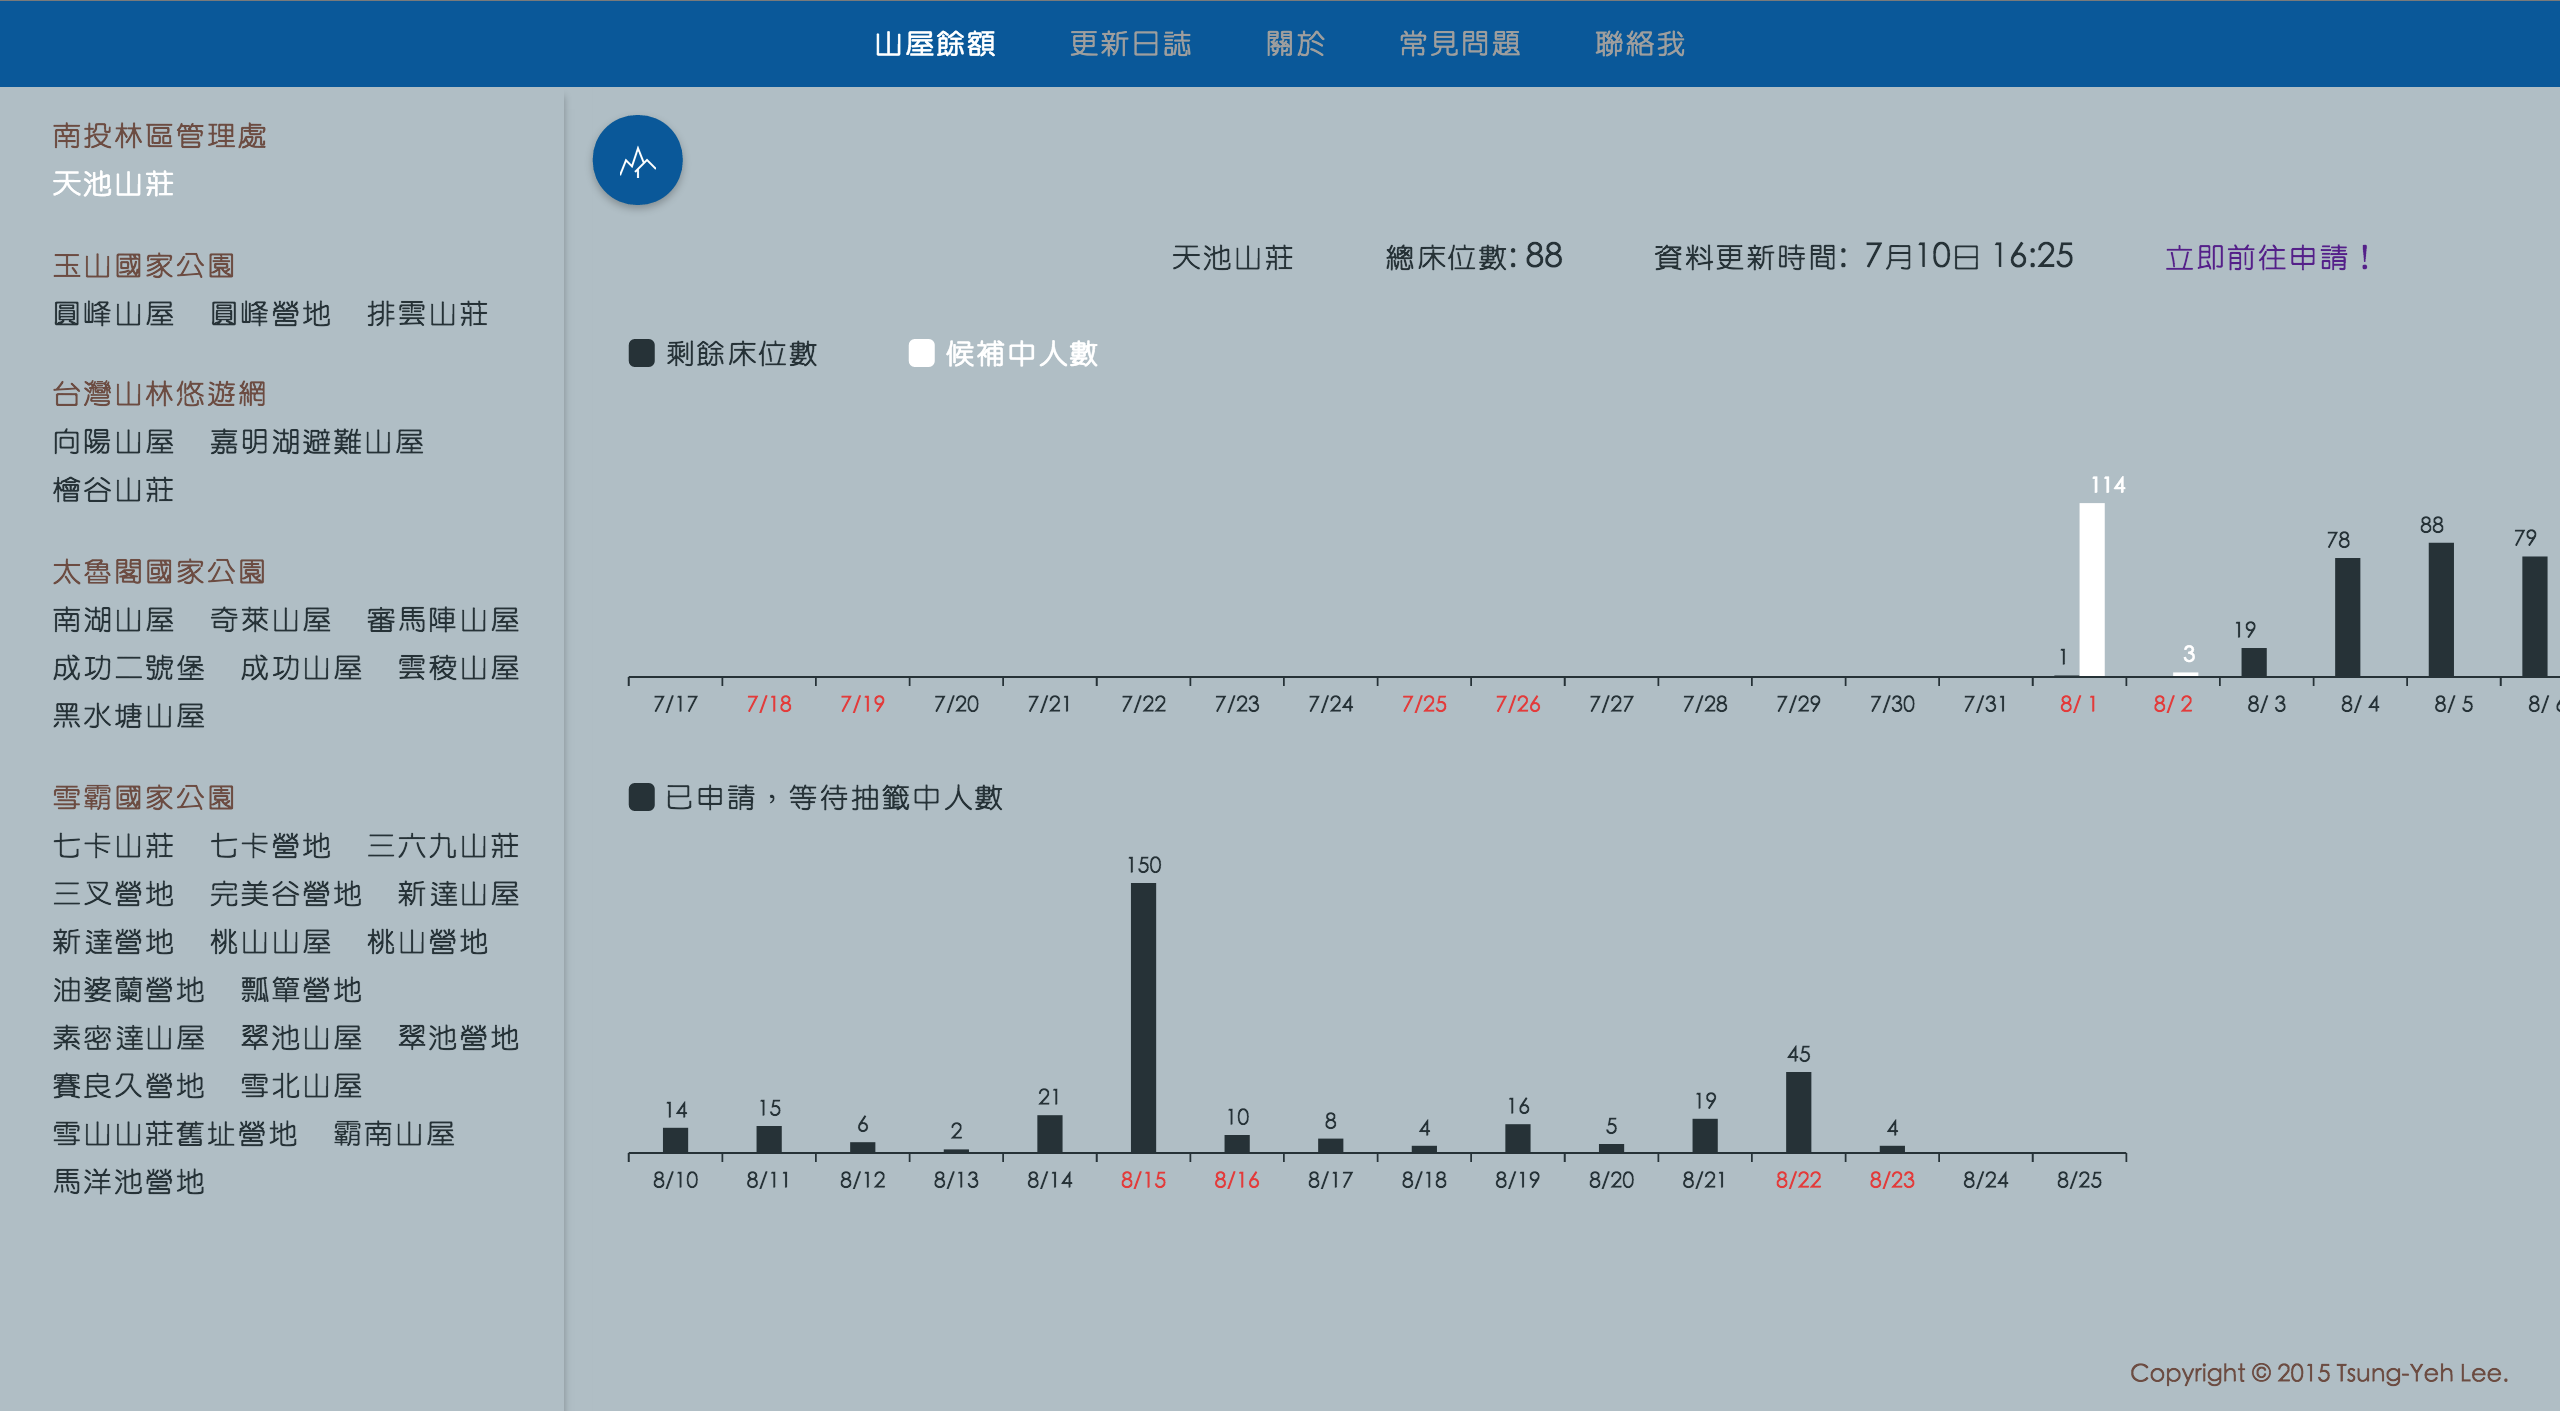 山屋餘額 更新日誌 關於 常見問題 聯絡我
南投林區管理處
天池山莊
玉山國家公園
圓峰山屋 圓峰營地 排雲山莊
台灣山林悠遊網
向陽山屋 嘉明湖避難山屋
檜谷山莊
太魯閣國家公園
南湖山屋 奇萊山屋 審馬陣山屋
成功二號堡 成功山屋 雲稜山屋
黑水塘山屋
雪霸國家公園
七卡山莊 七卡營地 三六九山莊
三叉營地 完美谷營地 新達山屋
新達營地 桃山山屋 桃山營地
油婆蘭營地 瓢簞營地
素密達山屋 翠池山屋 翠池營地
賽良久營地 雪北山屋
雪山山莊舊址營地 霸南山屋
馬洋池營地
天池山莊 總床位數: 88 資料更新時間: 7月10日 16:25 立即前往申請！
剩餘床位數 候補中人數
1 114 3 19 78 88 79
7/17 7/18 7/19 7/20 7/21 7/22 7/23 7/24 7/25 7/26 7/27 7/28 7/29 7/30 7/31 8/ 1 8/ 2 8/ 3 8/ 4 8/ 5 8/ 6
已申請，等待抽籤中人數
14 15 6 2 21 150 10 8 4 16 5 19 45 4
8/10 8/11 8/12 8/13 8/14 8/15 8/16 8/17 8/18 8/19 8/20 8/21 8/22 8/23 8/24 8/25
Copyright © 2015 Tsung-Yeh Lee.